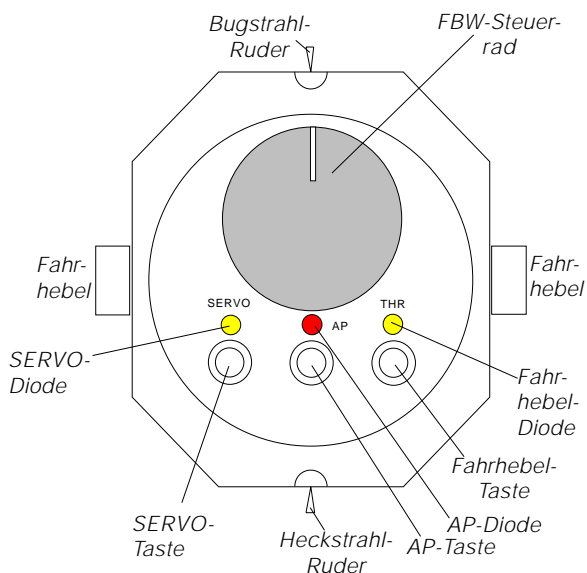 Bugstrahl-
Ruder
FBW-Steuer-
rad
Fahr-
hebel
Fahr-
hebel
SERVO
AP
THR
SERVO-
Diode
Fahr-
hebel-
Diode
Fahrhebel-
Taste
SERVO-
Taste
Heckstrahl-
Ruder
AP-Diode
AP-Taste